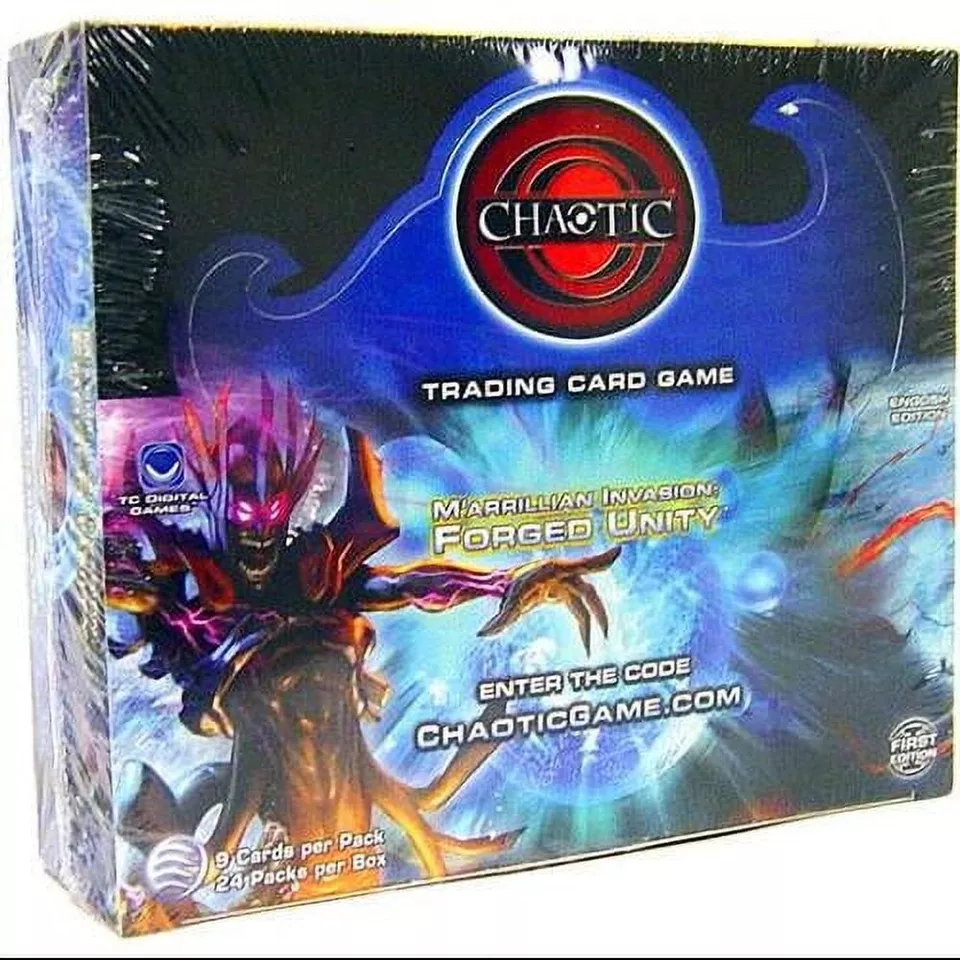 CHAOTIC
TRADING CARD GAME
ENGLISH
EDITION
TC DIGITAL
GAMES
M'ARRILLIAN INVASION:
FORGED UNITY
ENTER THE CODE
CHAOTICGAME.COM
FIRST
EDITION
9 Cards per Pack
24 Packs per Box